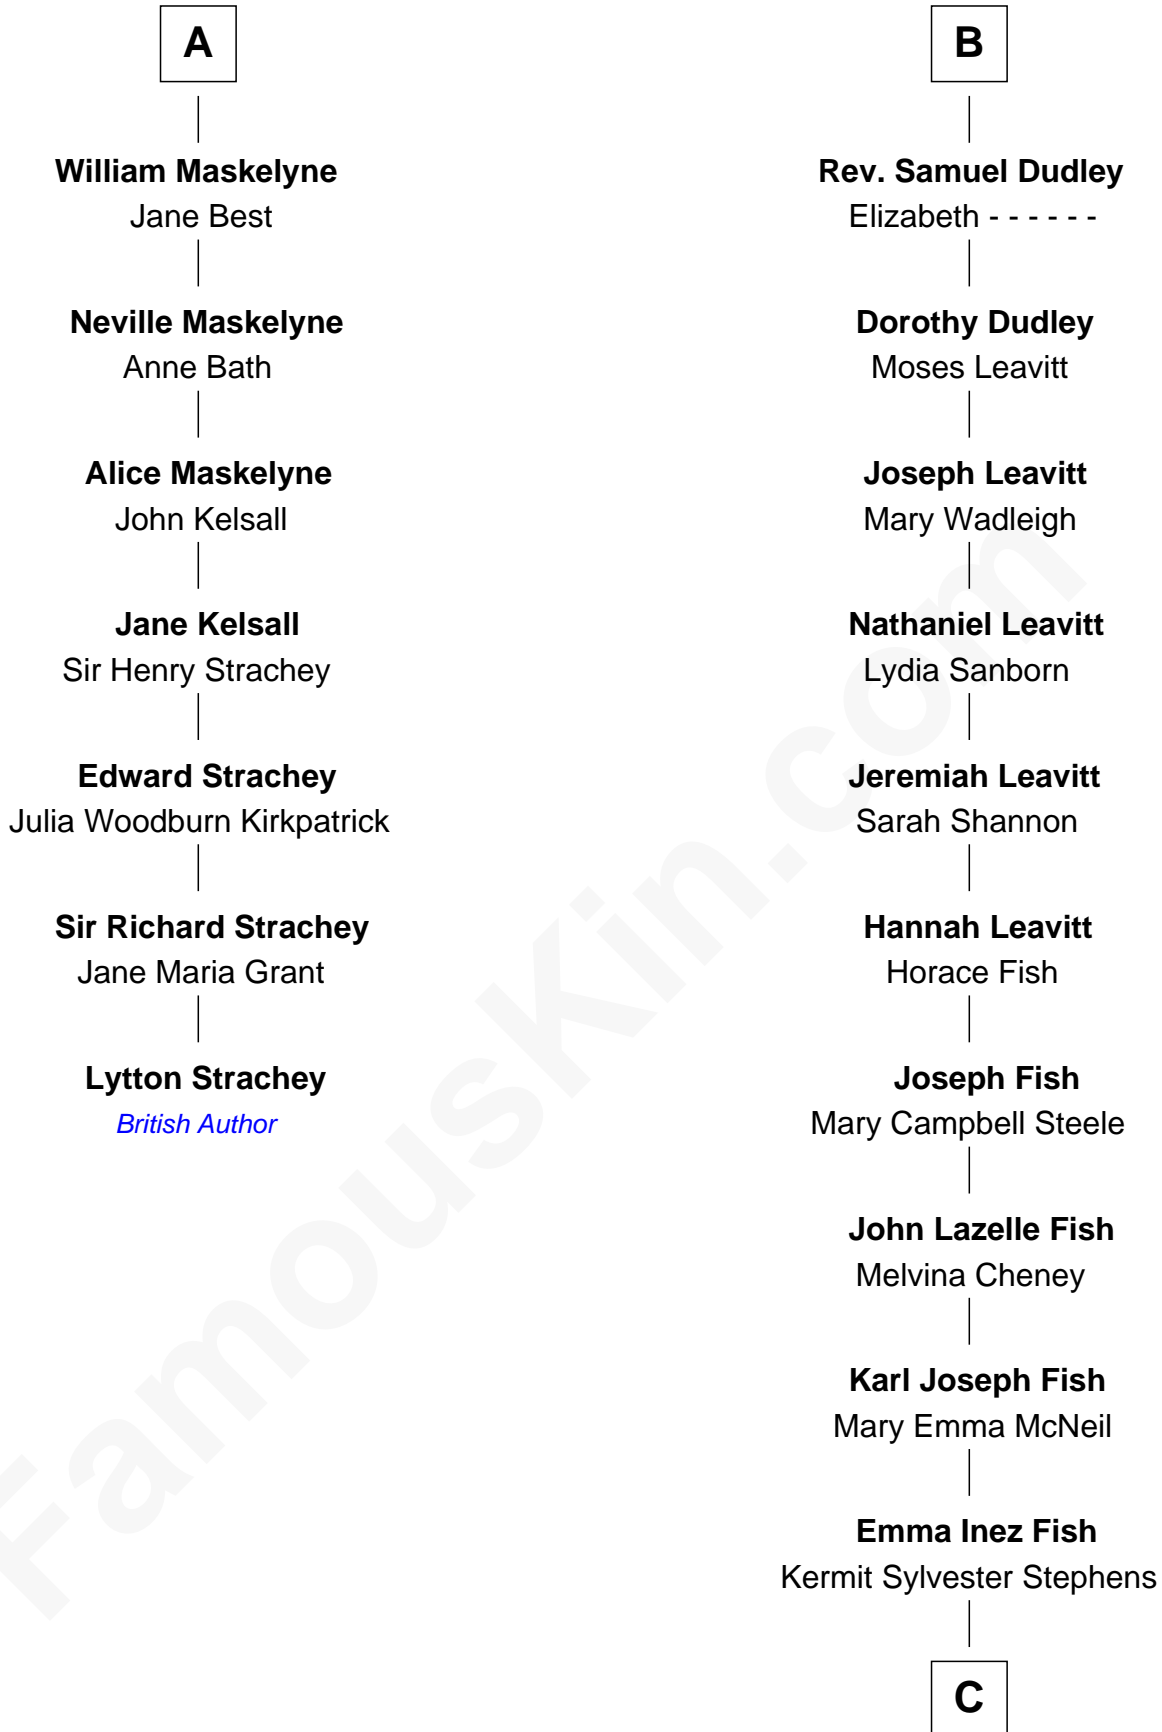 A
William Maskelyne
Jane Best
Neville Maskelyne
Anne Bath
Alice Maskelyne
John Kelsall
Jane Kelsall
Sir Henry Strachey
Edward Strachey
Julia Woodburn Kirkpatrick
Sir Richard Strachey
Jane Maria Grant
Lytton Strachey
British Author
B
Rev. Samuel Dudley
Elizabeth - - - - - -
Dorothy Dudley
Moses Leavitt
Joseph Leavitt
Mary Wadleigh
Nathaniel Leavitt
Lydia Sanborn
Jeremiah Leavitt
Sarah Shannon
Hannah Leavitt
Horace Fish
Joseph Fish
Mary Campbell Steele
John Lazelle Fish
Melvina Cheney
Karl Joseph Fish
Mary Emma McNeil
Emma Inez Fish
Kermit Sylvester Stephens
C
FamousKin.com